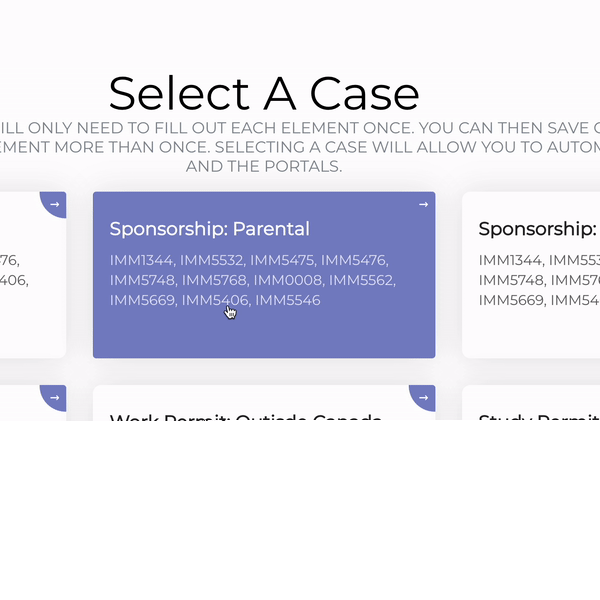 Select A Case
ILL ONLY NEED TO FILL OUT EACH ELEMENT ONCE. YOU CAN THEN SAVE
EMENT MORE THAN ONCE. SELECTING A CASE WILL ALLOW YOU TO AUTOM
AND THE PORTALS.
→
76,
406,
Sponsorship: Parental →
IMM1344, IMM5532, IMM5475, IMM5476,
IMM5748, IMM5768, IMM0008, IMM5562,
IMM5669, IMM5406, IMM5546
Sponsorship:
IMM1344, IMM553
IMM5748, IMM576
IMM5669, IMM54
→
Work Permit: Outisde Canada →
Study Permit